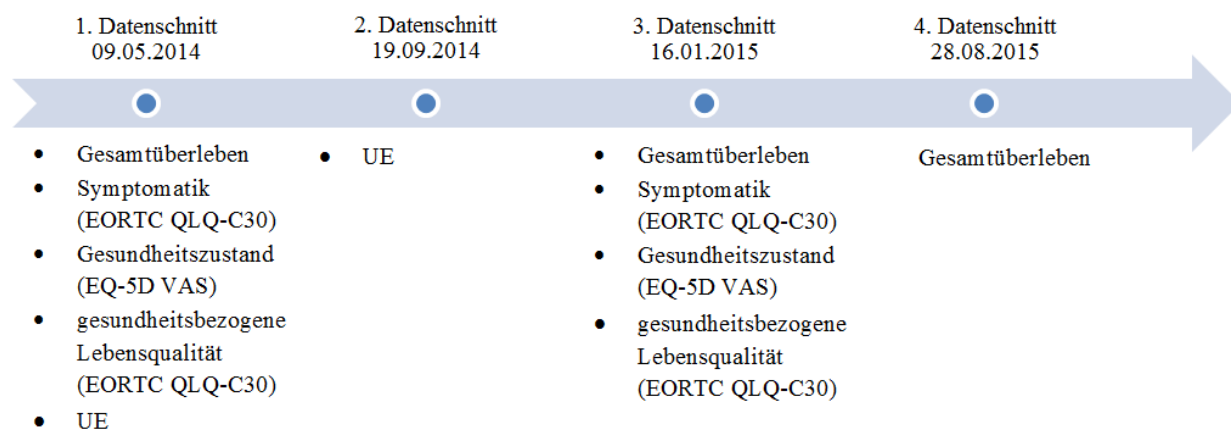 1. Datenschnitt
09.05.2014
2. Datenschnitt
19.09.2014
3. Datenschnitt
16.01.2015
4. Datenschnitt
28.08.2015
• Gesamtüberleben
• Symptomatik
(EORTC QLQ-C30)
• Gesundheitszustand
(EQ-5D VAS)
• gesundheitsbezogene
Lebensqualität
(EORTC QLQ-C30)
• UE
• UE
• Gesamtüberleben
• Symptomatik
(EORTC QLQ-C30)
• Gesundheitszustand
(EQ-5D VAS)
• gesundheitsbezogene
Lebensqualität
(EORTC QLQ-C30)
Gesamtüberleben